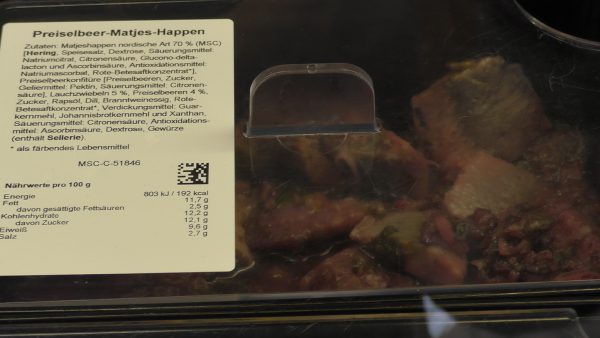 Preiselbeer-Matjes-Happen
Zutaten: Matjeshappen nordische Art 70 % (MSC)
[Hering, Speisesalz, Dextrose, Säuerungsmittel:
Natriumcitrat, Citronensäure, Glucono-delta-
lacton und Ascorbinsäure, Antioxidationsmittel:
Natriumascorbat, Rote-Betesaftkonzentrat*],
Preiselbeerkonfitüre [Preiselbeeren, Zucker,
Geliermittel: Pektin, Säuerungsmittel: Citronen-
säure], Lauchzwiebeln 5 %, Preiselbeeren 4 %,
Zucker, Rapsöl, Dill, Branntweinessig, Rote-
Betesaftkonzentrat*, Verdickungsmittel: Guar-
kernmehl, Johannisbrotkernmehl und Xanthan,
Säuerungsmittel: Citronensäure, Antioxidations-
mittel: Ascorbinsäure, Dextrose, Gewürze
(enthält Sellerie).
* als färbendes Lebensmittel
MSC-C-51846
Nährwerte pro 100 g
Energie 803 kJ / 192 kcal
Fett 11,7 g
davon gesättigte Fettsäuren 2,5 g
Kohlenhydrate 12,2 g
davon Zucker 12,1 g
Eiweiß 9,6 g
Salz 2,7 g